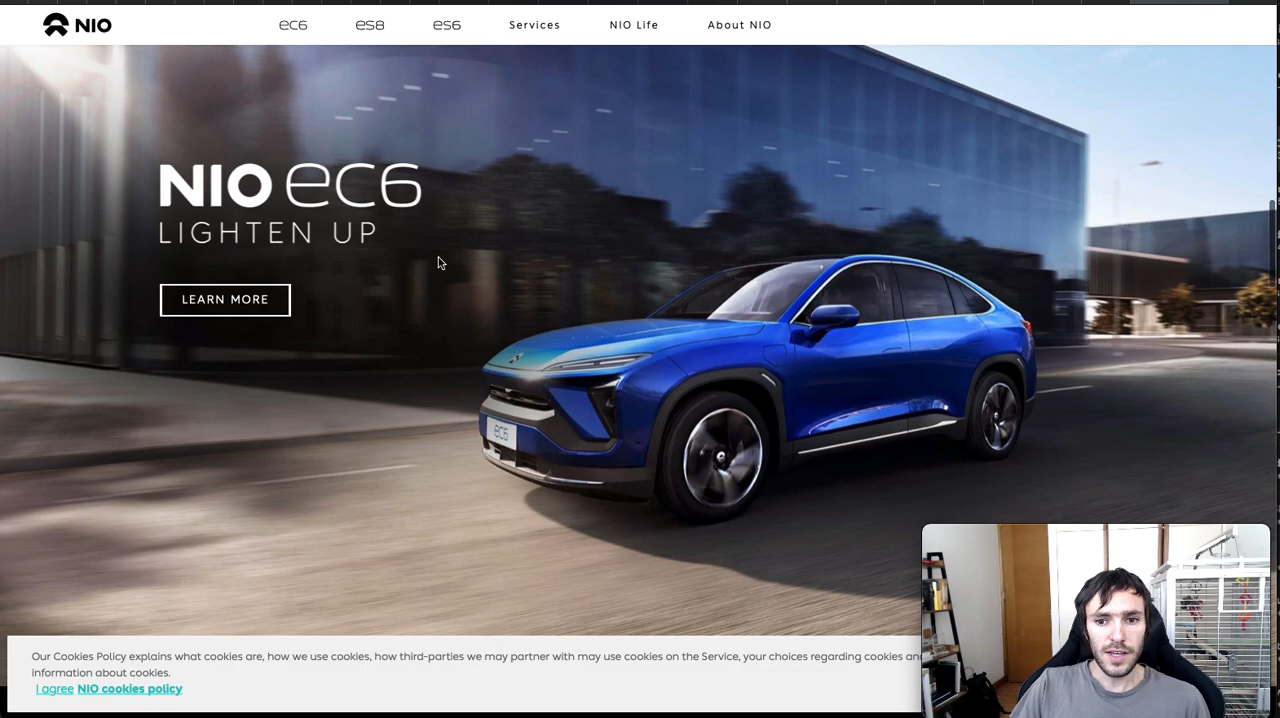 NIO
ec6
es8
es6
Services
NIO Life
About NIO
NIO ec6
LIGHTEN UP
LEARN MORE
ec6
Our Cookies Policy explains what cookies are, how we use cookies, how third-parties we with may use cookies on the Service, your choices regarding cookies and
information about cookies.
I agree NIO cookies policy